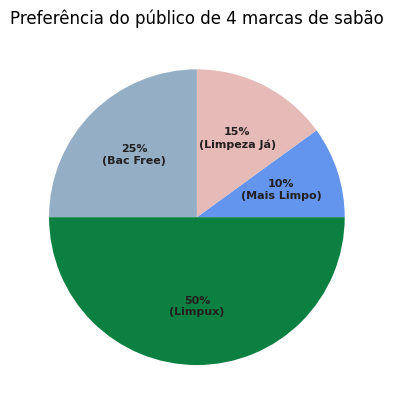 Preferência do público de 4 marcas de sabão
15%
(Limpeza Já)
25%
(Bac Free)
10%
(Mais Limpo)
50%
(Limpux)